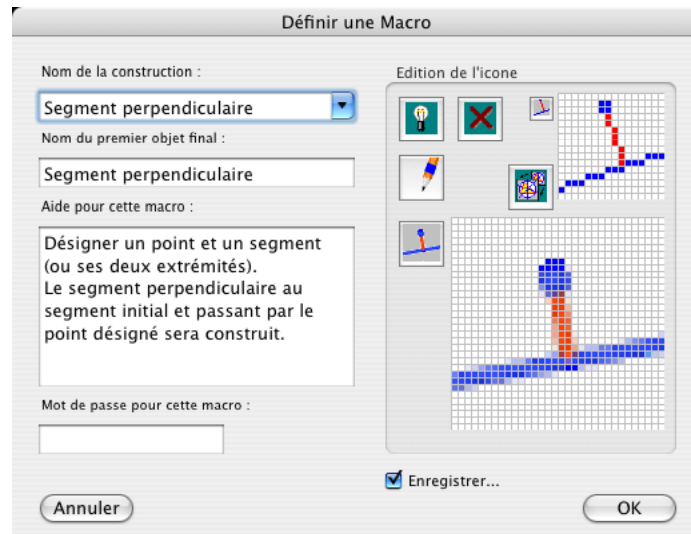 Définir une Macro
Nom de la construction :
Segment perpendiculaire
Nom du premier objet final :
Segment perpendiculaire
Aide pour cette macro :
Désigner un point et un segment
(ou ses deux extrémités).
Le segment perpendiculaire au
segment initial et passant par le
point désigné sera construit.
Mot de passe pour cette macro :
Edition de l'icone
Enregistrer...
Annuler
OK